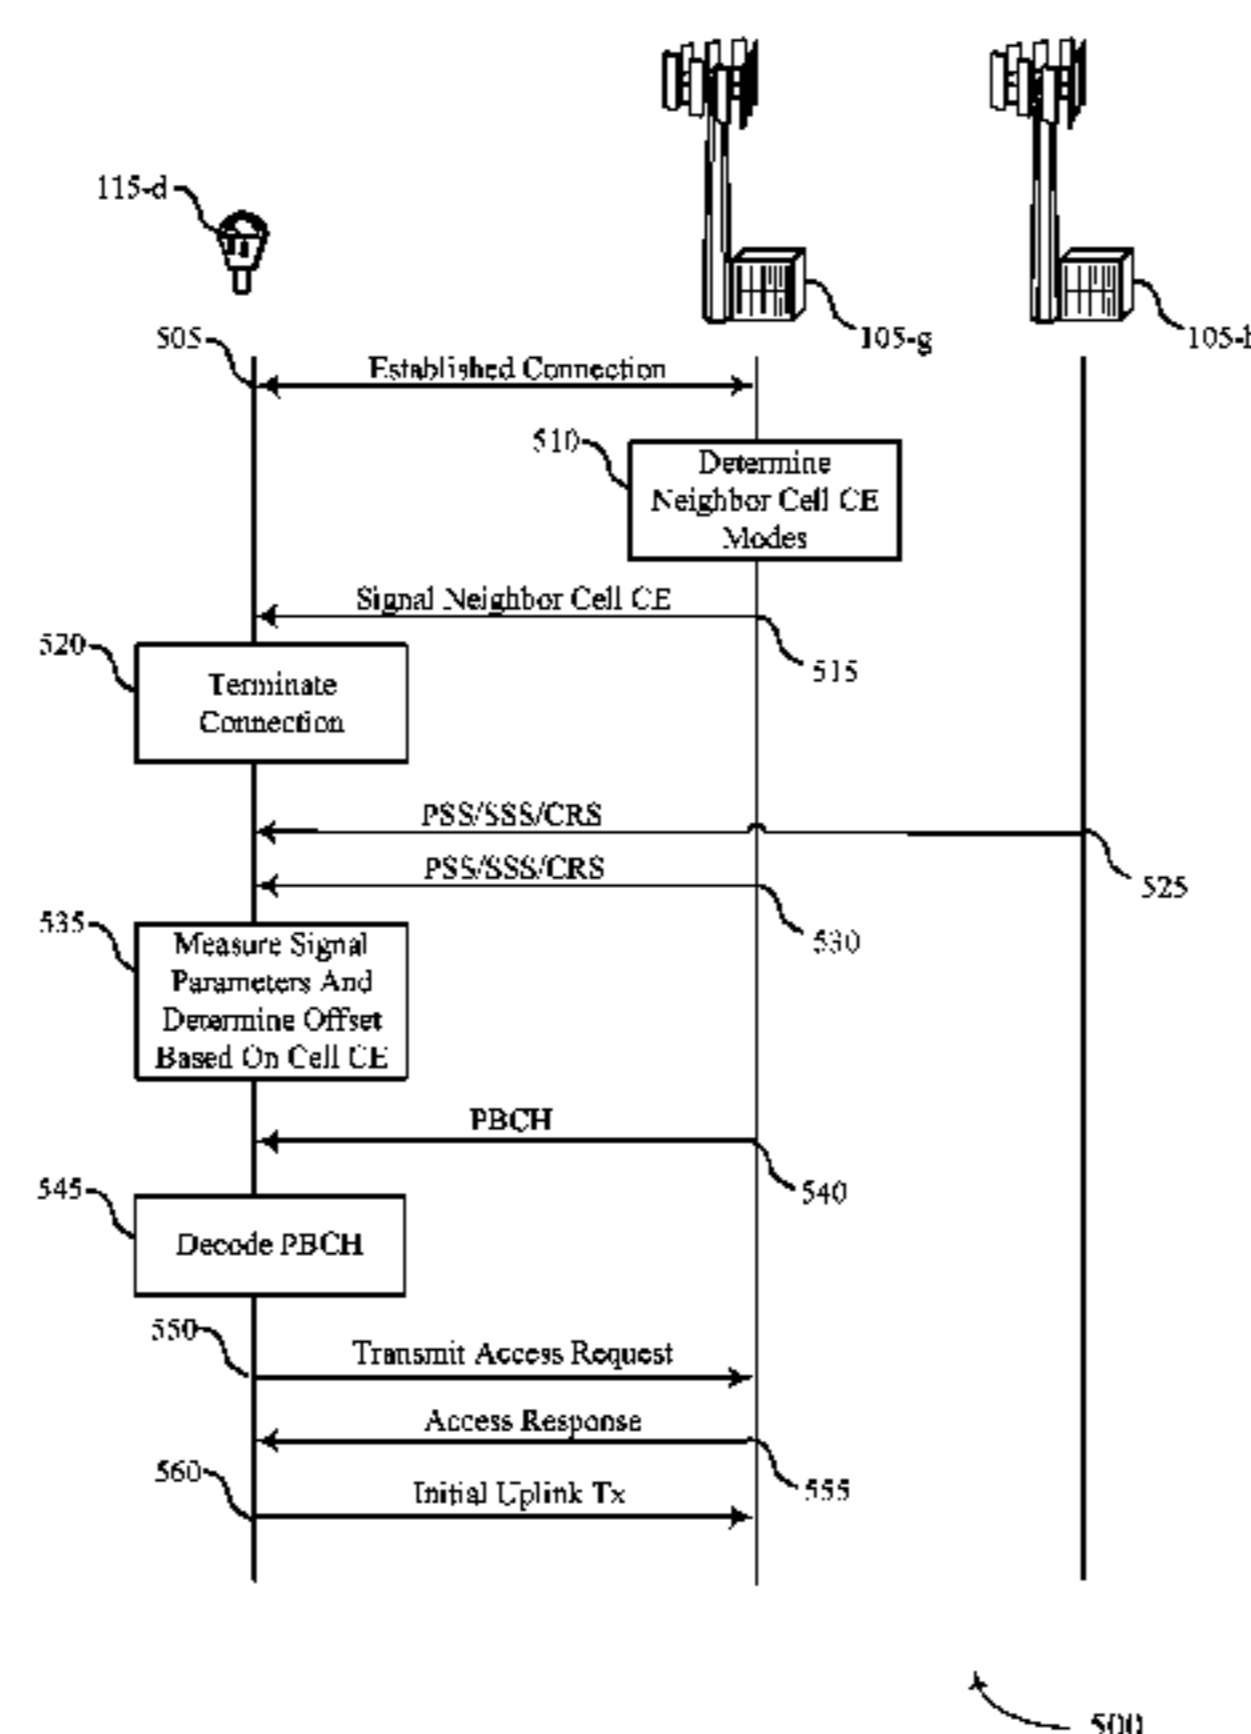 115-d
105-g
505
Established Connection
510
Determine
Neighbor Cell CE
Modes
Signal Neighbor Cell CE
515
520
Terminate
Connection
PSS/SSS/CRS
525
PSS/SSS/CRS
530
535
Measure Signal
Parameters And
Determine Offset
Based On Cell CE
PBCH
540
545
Decode PBCH
550
Transmit Access Request
Access Response
555
560
Initial Uplink Tx
500